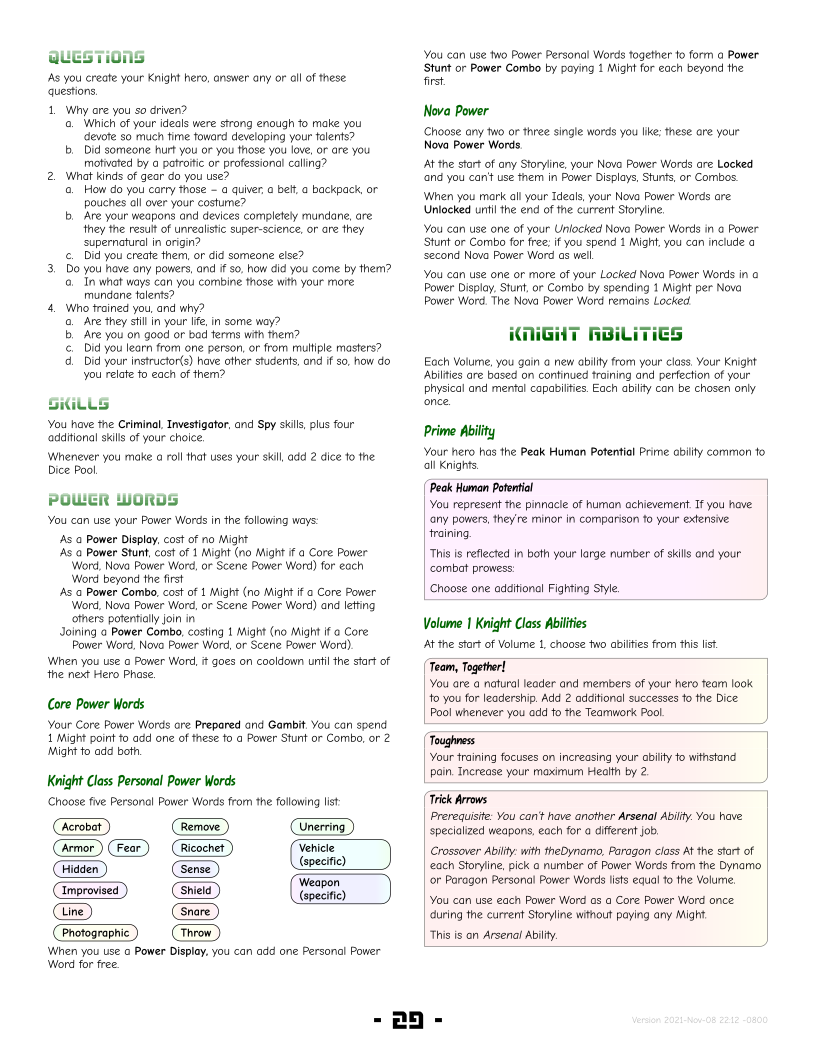 QUESTIONS
As you create your Knight hero, answer any or all of these
questions.
1. Why are you so driven?
a. Which of your ideals were strong enough to make you
devote so much time toward developing your talents?
b. Did someone hurt you or you those you love, or are you
motivated by a patroitic or professional calling?
2. What kinds of gear do you use?
a. How do you carry those – a quiver, a belt, a backpack, or
pouches all over your costume?
b. Are your weapons and devices completely mundane, are
they the result of unrealistic super-science, or are they
supernatural in origin?
c. Did you create them, or did someone else?
3. Do you have any powers, and if so, how did you come by them?
a. In what ways can you combine those with your more
mundane talents?
4. Who trained you, and why?
a. Are they still in your life, in some way?
b. Are you on good or bad terms with them?
c. Did you learn from one person, or from multiple masters?
d. Did your instructor(s) have other students, and if so, how do
you relate to each of them?
SKILLS
You have the Criminal, Investigator, and Spy skills, plus four
additional skills of your choice.
Whenever you make a roll that uses your skill, add 2 dice to the
Dice Pool.
POWER WORDS
You can use your Power Words in the following ways:
As a Power Display, cost of no Might
As a Power Stunt, cost of 1 Might (no Might if a Core Power
Word, Nova Power Word, or Scene Power Word) for each
Word beyond the first
As a Power Combo, cost of 1 Might (no Might if a Core Power
Word, Nova Power Word, or Scene Power Word) and letting
others potentially join in
Joining a Power Combo, costing 1 Might (no Might if a Core
Power Word, Nova Power Word, or Scene Power Word).
When you use a Power Word, it goes on cooldown until the start of
the next Hero Phase.
Core Power Words
Your Core Power Words are Prepared and Gambit. You can spend
1 Might point to add one of these to a Power Stunt or Combo, or 2
Might to add both.
Knight Class Personal Power Words
Choose five Personal Power Words from the following list:
Acrobat
Armor Fear
Hidden
Improvised
Line
Photographic
Remove
Ricochet
Sense
Shield
Snare
Throw
Unerring
Vehicle
(specific)
Weapon
(specific)
When you use a Power Display, you can add one Personal Power
Word for free.
You can use two Power Personal Words together to form a Power
Stunt or Power Combo by paying 1 Might for each beyond the
first.
Nova Power
Choose any two or three single words you like; these are your
Nova Power Words.
At the start of any Storyline, your Nova Power Words are Locked
and you can't use them in Power Displays, Stunts, or Combos.
When you mark all your Ideals, your Nova Power Words are
Unlocked until the end of the current Storyline.
You can use one of your Unlocked Nova Power Words in a Power
Stunt or Combo for free; if you spend 1 Might, you can include a
second Nova Power Word as well.
You can use one or more of your Locked Nova Power Words in a
Power Display, Stunt, or Combo by spending 1 Might per Nova
Power Word. The Nova Power Word remains Locked.
KNIGHT ABILITIES
Each Volume, you gain a new ability from your class. Your Knight
Abilities are based on continued training and perfection of your
physical and mental capabilities. Each ability can be chosen only
once.
Prime Ability
Your hero has the Peak Human Potential Prime ability common to
all Knights.
Peak Human Potential
You represent the pinnacle of human achievement. If you have
any powers, they're minor in comparison to your extensive
training.
This is reflected in both your large number of skills and your
combat prowess:
Choose one additional Fighting Style.
Volume 1 Knight Class Abilities
At the start of Volume 1, choose two abilities from this list.
Team, Together!
You are a natural leader and members of your hero team look
to you for leadership. Add 2 additional successes to the Dice
Pool whenever you add to the Teamwork Pool.
Toughness
Your training focuses on increasing your ability to withstand
pain. Increase your maximum Health by 2.
Trick Arrows
Prerequisite: You can't have another Arsenal Ability. You have
specialized weapons, each for a different job.
Crossover Ability: with theDynamo, Paragon class At the start of
each Storyline, pick a number of Power Words from the Dynamo
or Paragon Personal Power Words lists equal to the Volume.
You can use each Power Word as a Core Power Word once
during the current Storyline without paying any Might.
This is an Arsenal Ability.
- 29 -
Version 2021-Nov-08 22:12 -0800